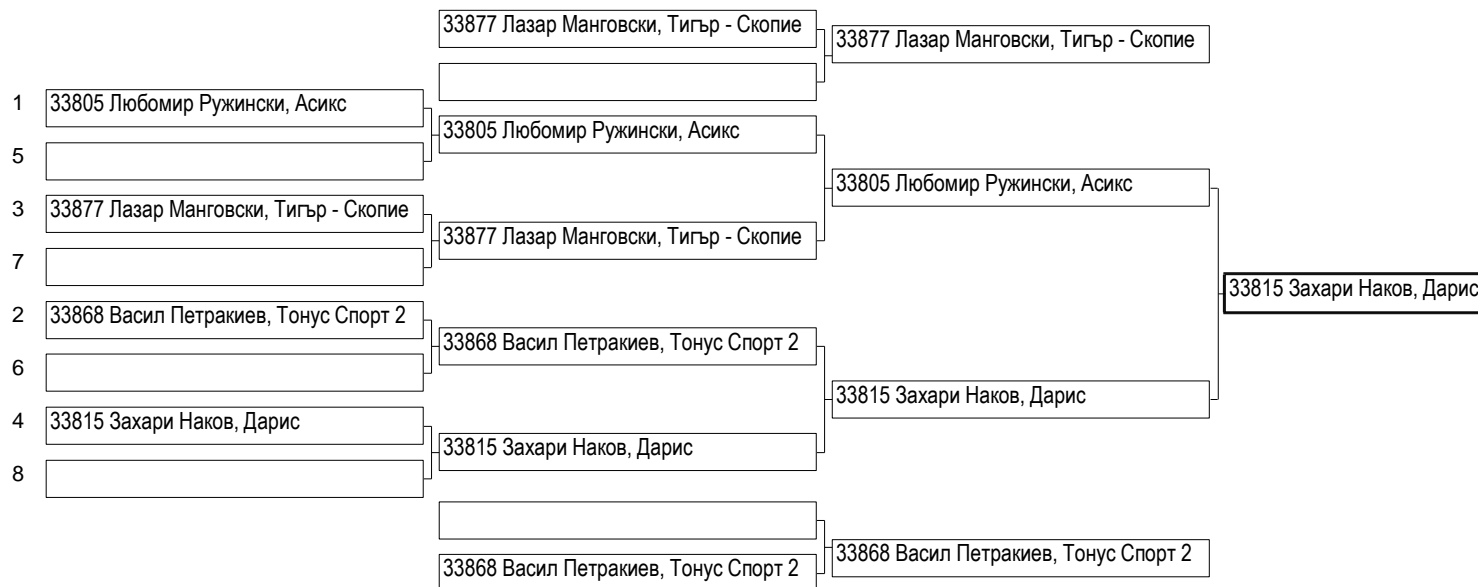 33877 Лазар Манговски, Тигър - Скопие
33877 Лазар Манговски, Тигър - Скопие
1 33805 Любомир Ружински, Асикс
33805 Любомир Ружински, Асикс
5
33805 Любомир Ружински, Асикс
3 33877 Лазар Манговски, Тигър - Скопие
33877 Лазар Манговски, Тигър - Скопие
7
33815 Захари Наков, Дарис
2 33868 Васил Петракиев, Тонус Спорт 2
33868 Васил Петракиев, Тонус Спорт 2
6
33815 Захари Наков, Дарис
4 33815 Захари Наков, Дарис
33815 Захари Наков, Дарис
8
33868 Васил Петракиев, Тонус Спорт 2
33868 Васил Петракиев, Тонус Спорт 2